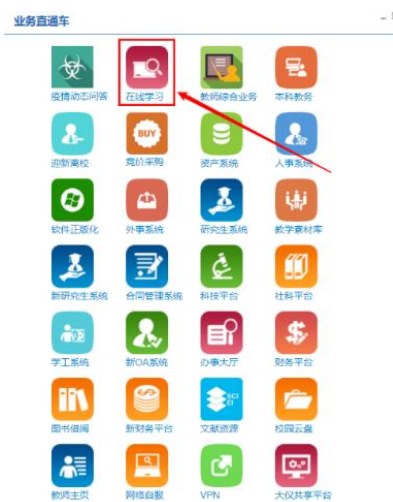 业务直通车
疫情动态问答 在线学习 教师综合业务 本科教务
BUY
迎新离校 竞价采购 资产系统 人事系统
软件正版化 外事系统 研究生系统 教学素材库
新研究生系统 合同管理系统 科技平台 社科平台
学工系统 新OA系统 办事大厅 财务平台
SCI
图书借阅 新财务平台 文献资源 校园云盘
教师主页 网络自服 VPN 大仪共享平台